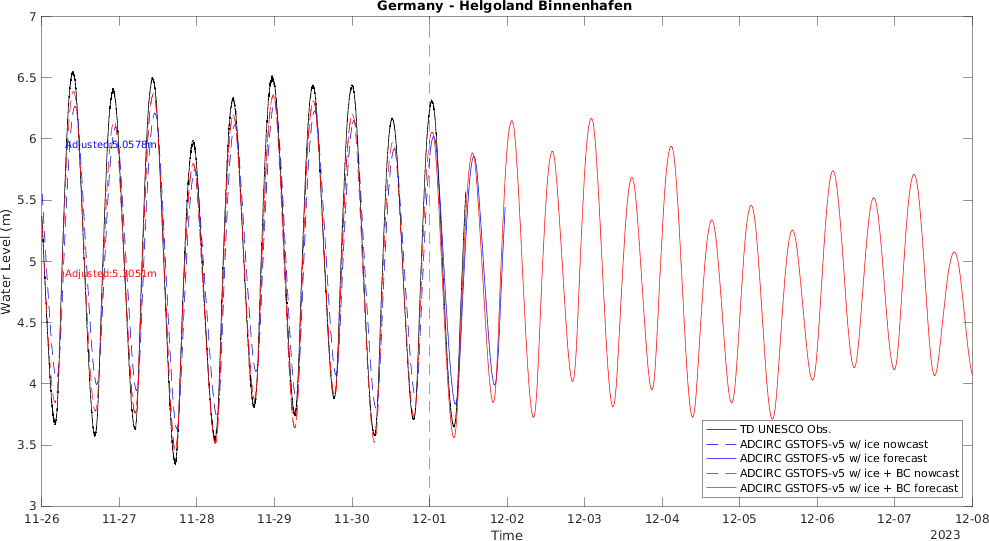 Germany - Helgoland Binnenhafen
7
6.5
6
5.5
5
4.5
4
3.5
3
Water Level (m)
Adjusted:5.0578m
Adjusted:5.3051m
TD UNESCO Obs.
ADCIRC GSTOFS-v5 w/ ice nowcast
ADCIRC GSTOFS-v5 w/ ice forecast
ADCIRC GSTOFS-v5 w/ ice + BC nowcast
ADCIRC GSTOFS-v5 w/ ice + BC forecast
11-26 11-27 11-28 11-29 11-30 12-01 12-02 12-03 12-04 12-05 12-06 12-07 12-08
Time
2023